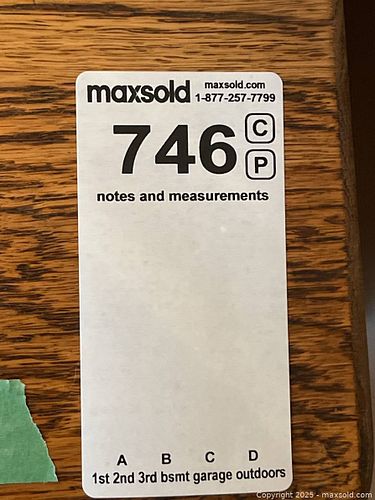 maxsold maxsold.com
1-877-257-7799
746 C
P
notes and measurements
A B C D
1st 2nd 3rd bsmt garage outdoors
Copyright 2025 - maxsold.com